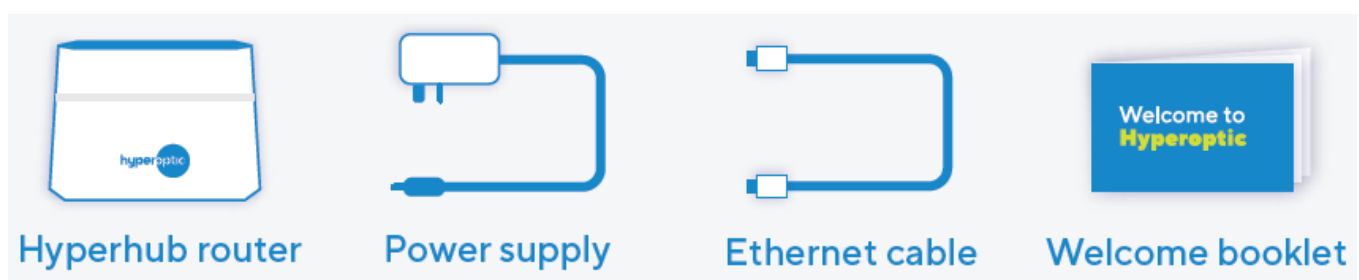 hyperoptic
Welcome to
Hyperoptic
Hyperhub router
Power supply
Ethernet cable
Welcome booklet